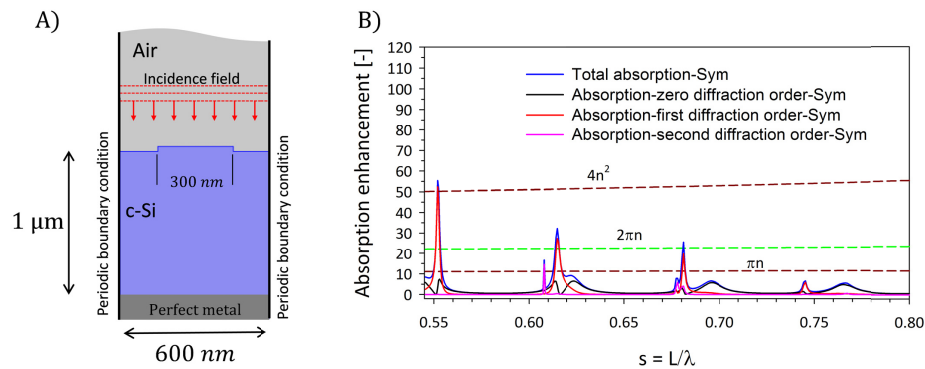 A)
Air
Incidence field
Periodic boundary condition
300 nm
1 μm
c-Si
Periodic boundary condition
Perfect metal
600 nm
B)
Absorption enhancement [-]
120
110
100
90
80
70
60
50
40
30
20
10
0
Total absorption-Sym
Absorption-zero diffraction order-Sym
Absorption-first diffraction order-Sym
Absorption-second diffraction order-Sym
4n²
2πn
πn
0.55 0.60 0.65 0.70 0.75 0.80
s = L/λ